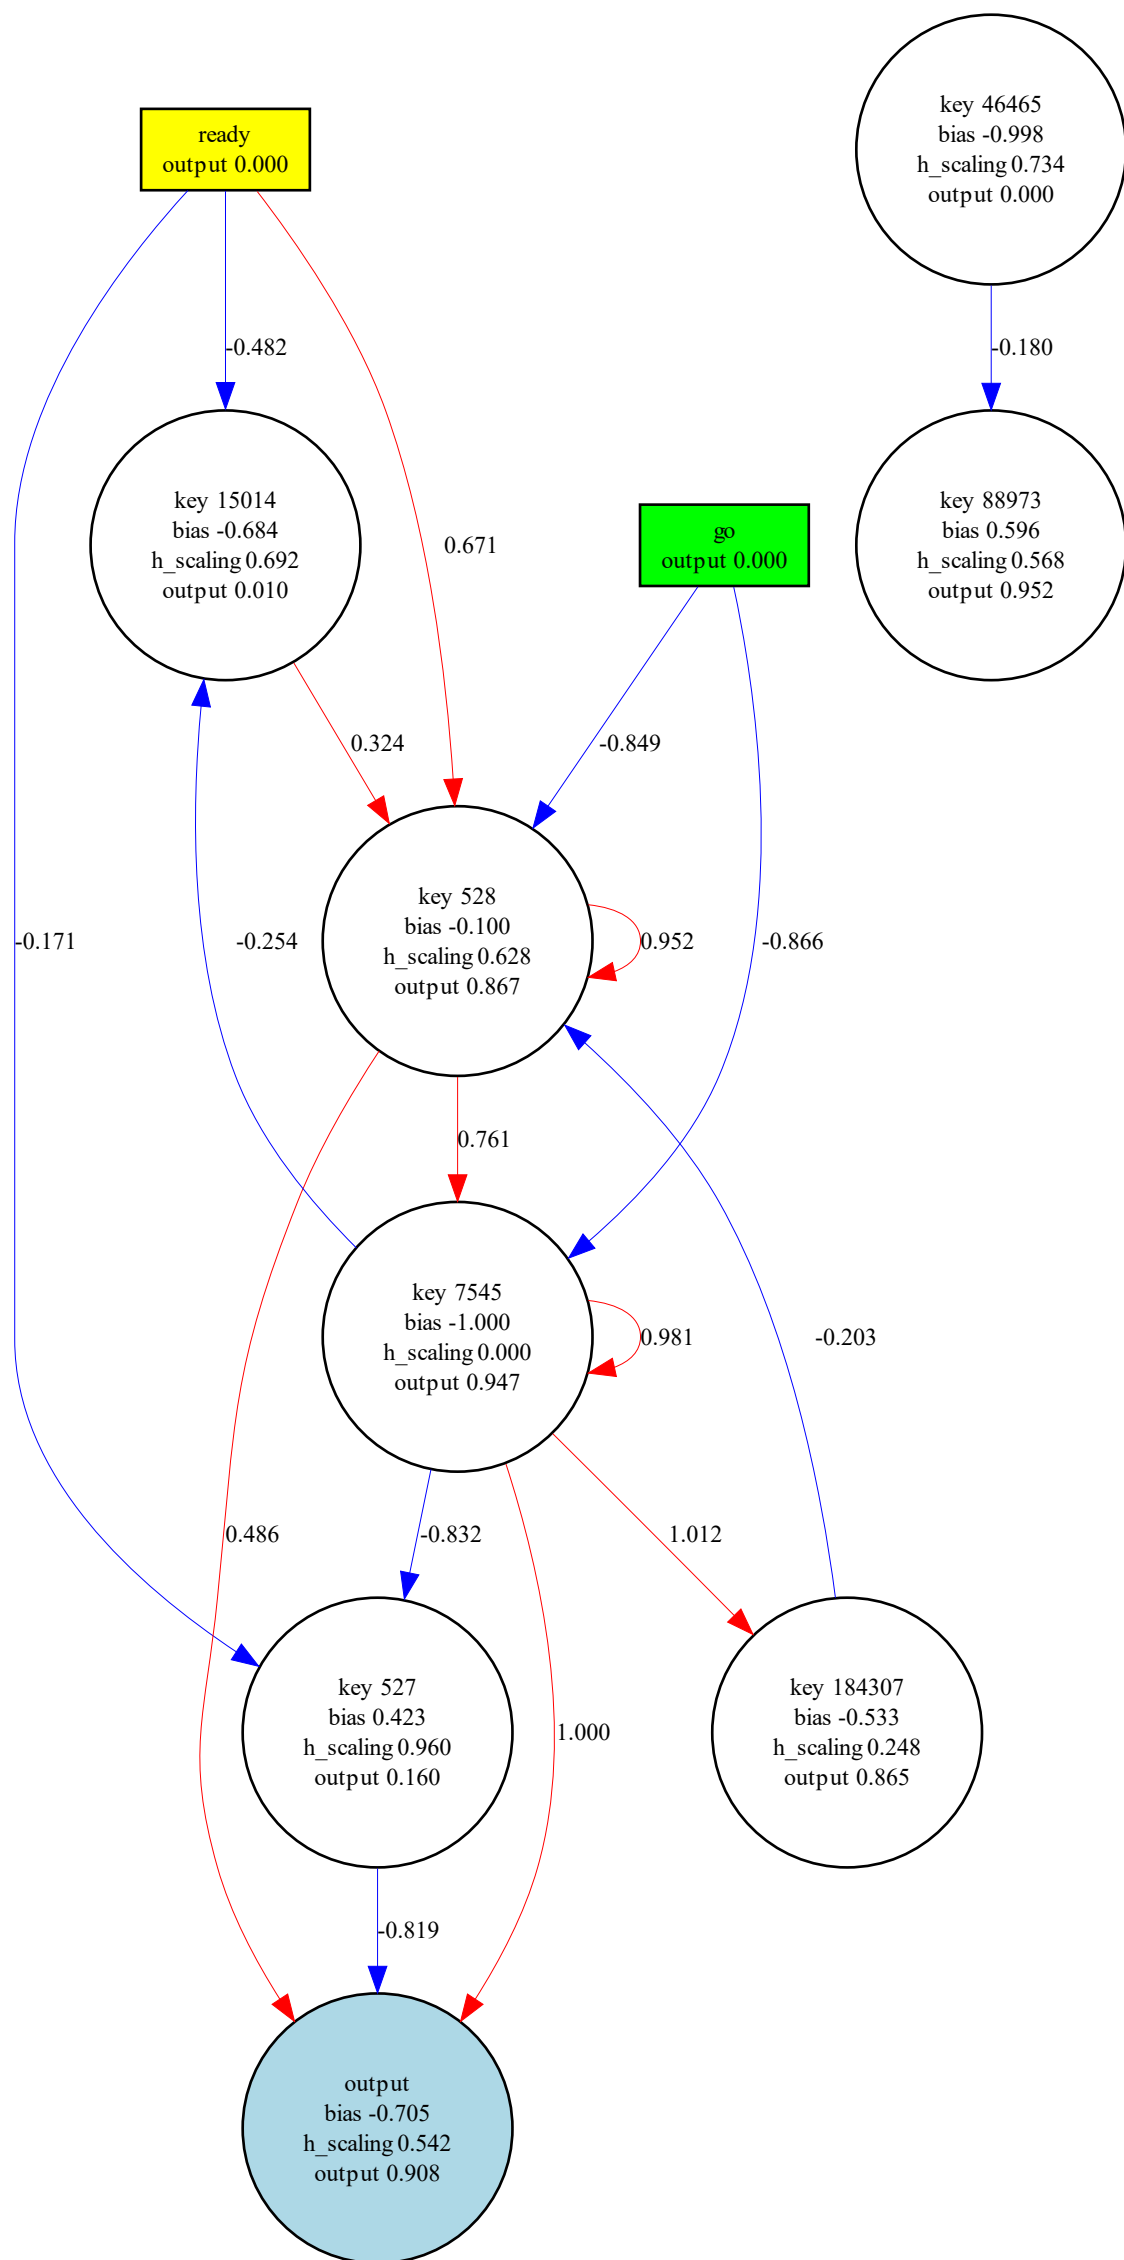 key 46465
bias -0.998
h_scaling 0.734
output 0.000
ready
output 0.000
-0.482
-0.180
key 15014
bias -0.684
h_scaling 0.692
output 0.010
0.671
go
output 0.000
key 88973
bias 0.596
h_scaling 0.568
output 0.952
0.324
-0.849
key 528
bias -0.100
h_scaling 0.628
output 0.867
-0.171
-0.254
0.952
-0.866
0.761
key 7545
bias -1.000
h_scaling 0.000
output 0.947
0.981
-0.203
0.486
-0.832
1.012
key 527
bias 0.423
h_scaling 0.960
output 0.160
1.000
key 184307
bias -0.533
h_scaling 0.248
output 0.865
-0.819
output
bias -0.705
h_scaling 0.542
output 0.908